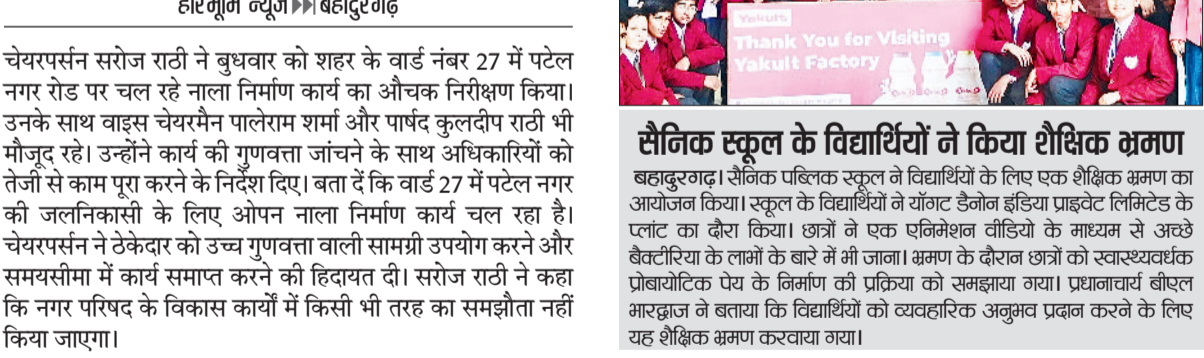 हरिभूमि न्यूज ▶▶ बहादुरगढ़
चेयरपर्सन सरोज राठी ने बुधवार को शहर के वार्ड नंबर 27 में पटेल
नगर रोड पर चल रहे नाला निर्माण कार्य का औचक निरीक्षण किया।
उनके साथ वाइस चेयरमैन पालेराम शर्मा और पार्षद कुलदीप राठी भी
मौजूद रहे। उन्होंने कार्य की गुणवत्ता जांचने के साथ अधिकारियों को
तेजी से काम पूरा करने के निर्देश दिए। बता दें कि वार्ड 27 में पटेल नगर
की जलनिकासी के लिए ओपन नाला निर्माण कार्य चल रहा है।
चेयरपर्सन ने ठेकेदार को उच्च गुणवत्ता वाली सामग्री उपयोग करने और
समयसीमा में कार्य समाप्त करने की हिदायत दी। सरोज राठी ने कहा
कि नगर परिषद के विकास कार्यों में किसी भी तरह का समझौता नहीं
किया जाएगा।
Yakult
Thank You for Visiting
Yakult Factory
सैनिक स्कूल के विद्यार्थियों ने किया शैक्षिक भ्रमण
बहादुरगढ़। सैनिक पब्लिक स्कूल ने विद्यार्थियों के लिए एक शैक्षिक भ्रमण का
आयोजन किया। स्कूल के विद्यार्थियों ने यॉगट डैनोन इंडिया प्राइवेट लिमिटेड के
प्लांट का दौरा किया। छात्रों ने एक एनिमेशन वीडियो के माध्यम से अच्छे
बैक्टीरिया के लाभों के बारे में भी जाना। भ्रमण के दौरान छात्रों को स्वास्थ्यवर्धक
प्रोबायोटिक पेय के निर्माण की प्रक्रिया को समझाया गया। प्रधानाचार्य बीएल
भारद्वाज ने बताया कि विद्यार्थियों को व्यवहारिक अनुभव प्रदान करने के लिए
यह शैक्षिक भ्रमण करवाया गया।